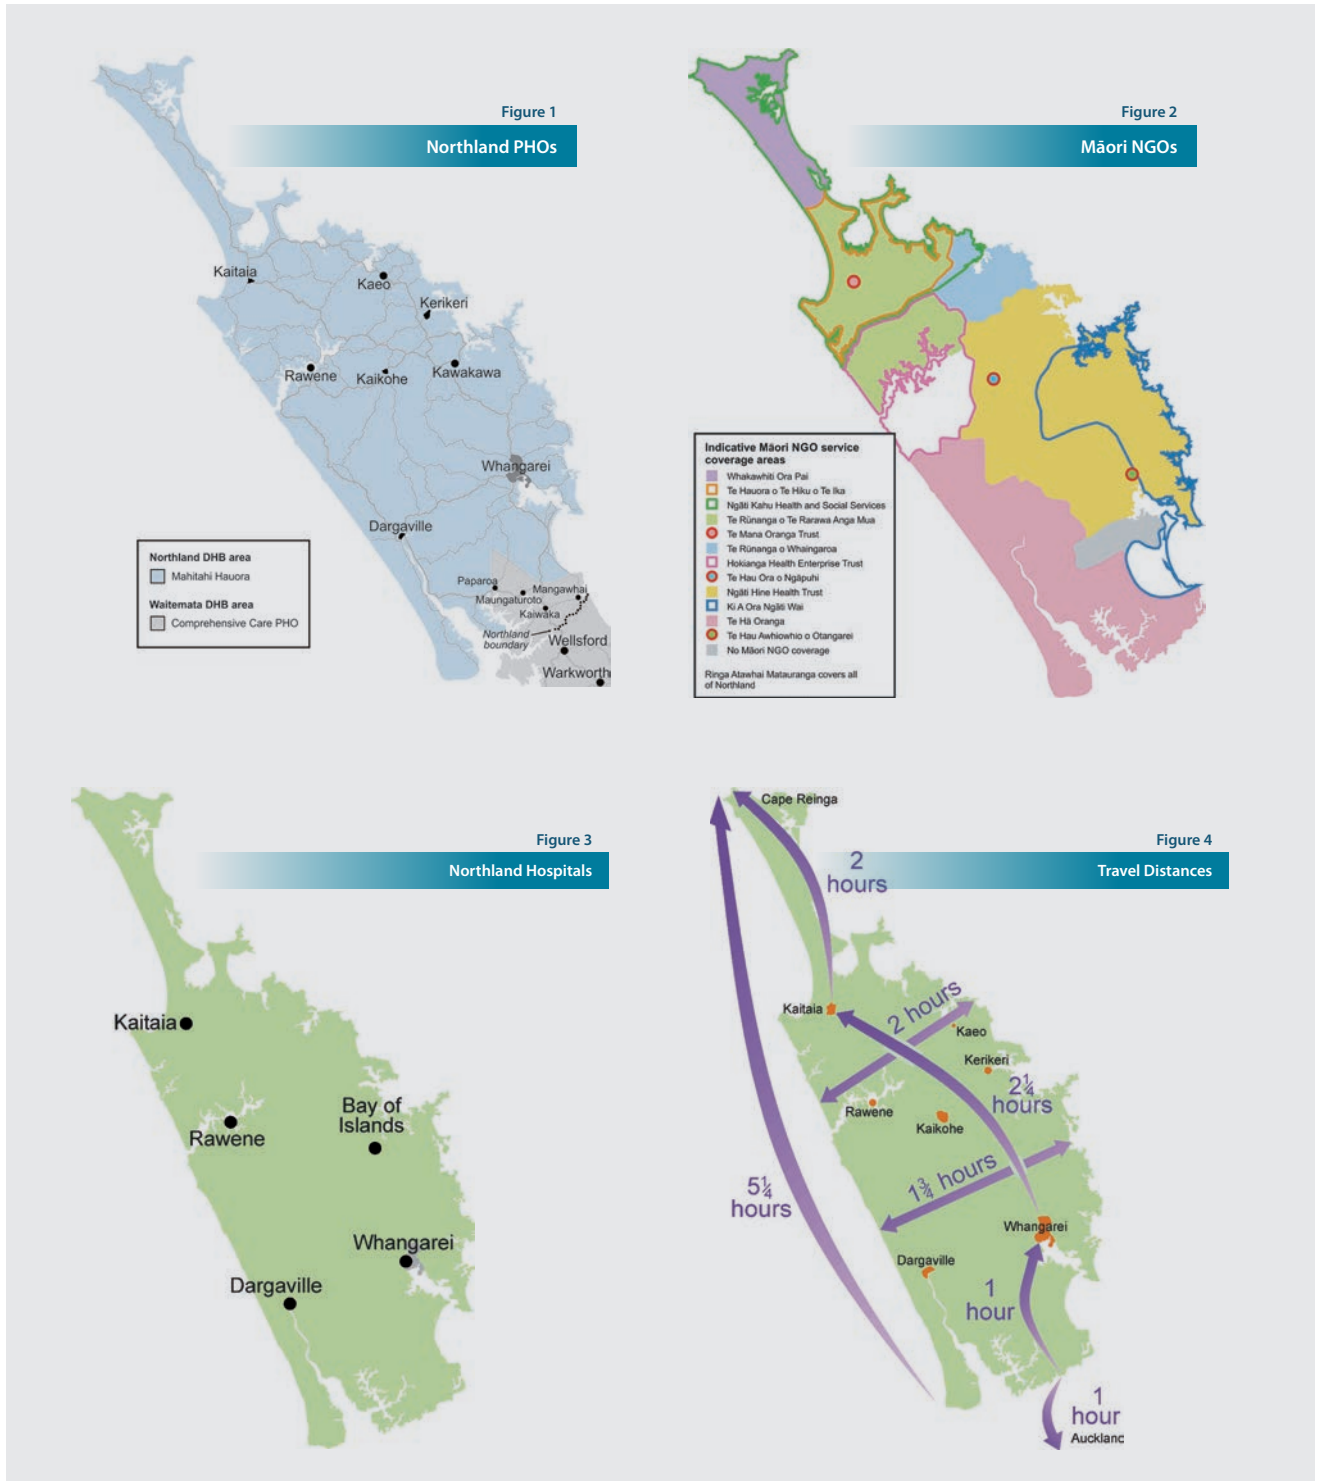 Figure 1
Northland PHOs
Kaitaia
Kaeo
Kerikeri
Rawene
Kaikohe
Kawakawa
Whangarei
Dargaville
Paparoa
Mangawhai
Maungaturoto
Kaiwaka
Northland
boundary
Wellsford
Warkworth
Northland DHB area
Mahitahi Hauora
Waitemata DHB area
Comprehensive Care PHO
Figure 2
Māori NGOs
Indicative Māori NGO service
coverage areas
Whakawhiti Ora Pai
Te Hauora o Te Hiku o Te Ika
Ngāti Kahu Health and Social Services
Te Rūnanga o Te Rarawa Anga Mua
Te Mana Oranga Trust
Te Rūnanga o Whaingaroa
Hokianga Health Enterprise Trust
Te Hau Ora o Ngāpuhi
Ngāti Hine Health Trust
Ki A Ora Ngāti Wai
Te Hā Oranga
Te Hau Awhiowhio o Otangarei
No Māori NGO coverage
Ringa Atawhai Matauranga covers all
of Northland
Figure 3
Northland Hospitals
Kaitaia
Rawene
Bay of
Islands
Whangarei
Dargaville
Figure 4
Travel Distances
Cape Reinga
2
hours
Kaitaia
2 hours
Kaeo
Kerikeri
2¼
hours
Rawene
Kaikohe
1¾ hours
5¼
hours
Whangarei
Dargaville
1
hour
1
hour
Auckland